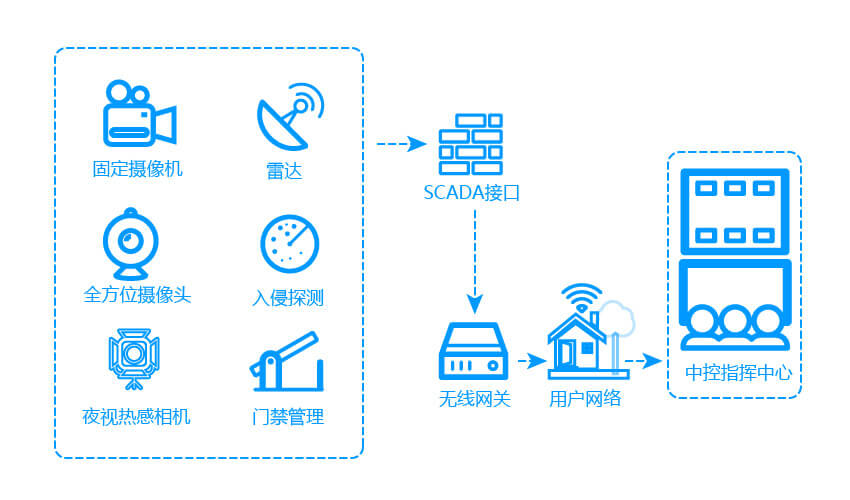 固定摄像机
雷达
全方位摄像头
入侵探测
夜视热感相机
门禁管理
SCADA接口
无线网关
用户网络
中控指挥中心